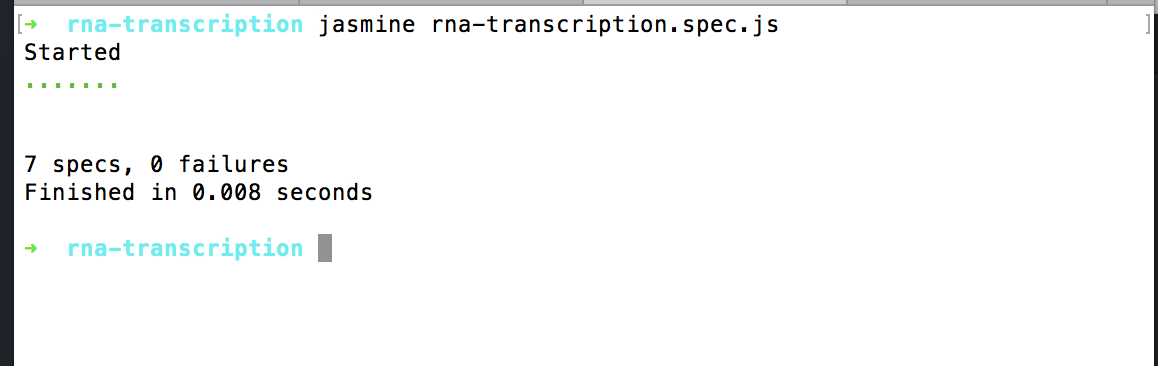 [➜  rna-transcription jasmine rna-transcription.spec.js ]
Started
.......
7 specs, 0 failures
Finished in 0.008 seconds
➜  rna-transcription